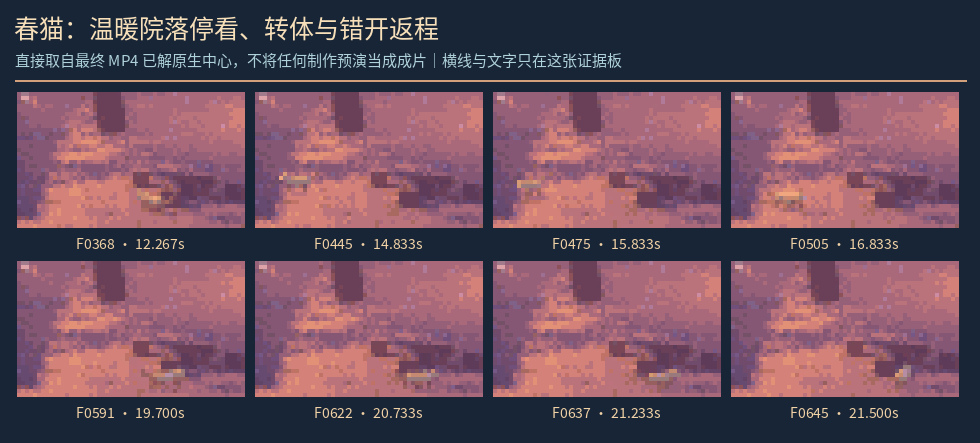 春猫：温暖院落停看、转体与错开返程
直接取自最终 MP4 已解原生中心，不将任何制作预演当成成片｜横线与文字只在这张证据板
F0368 · 12.267s
F0445 · 14.833s
F0475 · 15.833s
F0505 · 16.833s
F0591 · 19.700s
F0622 · 20.733s
F0637 · 21.233s
F0645 · 21.500s